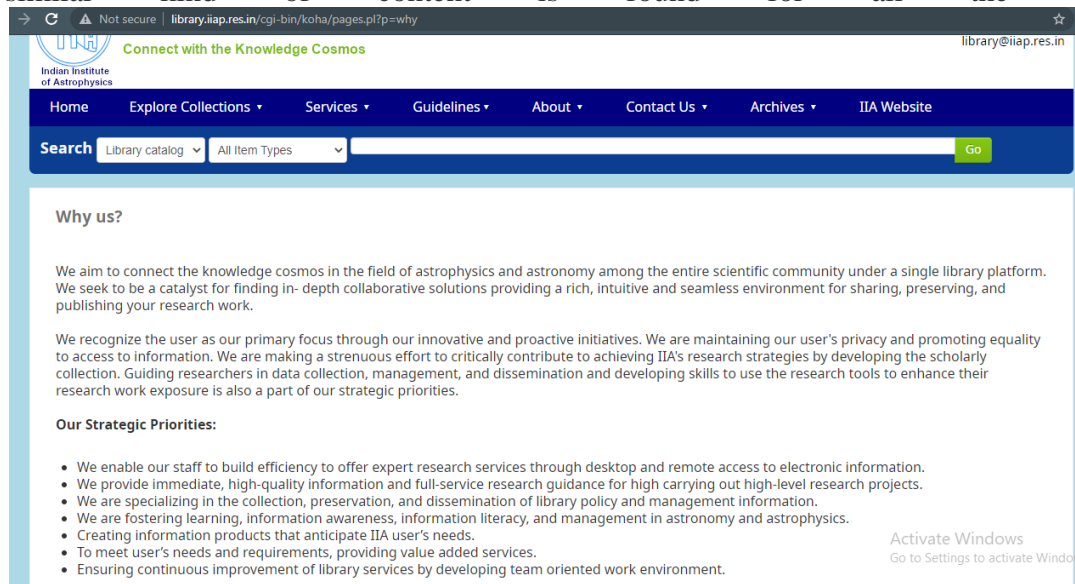 similar kind of content is found for all the
Not secure | library.iiap.res.in/cgi-bin/koha/pages.pl?p=why
IIA
Connect with the Knowledge Cosmos
library@iiap.res.in
Indian Institute
of Astrophysics
Home Explore Collections Services Guidelines About Contact Us Archives IIA Website
Search Library catalog All Item Types Go
Why us?
We aim to connect the knowledge cosmos in the field of astrophysics and astronomy among the entire scientific community under a single library platform.
We seek to be a catalyst for finding in- depth collaborative solutions providing a rich, intuitive and seamless environment for sharing, preserving, and
publishing your research work.
We recognize the user as our primary focus through our innovative and proactive initiatives. We are maintaining our user's privacy and promoting equality
to access to information. We are making a strenuous effort to critically contribute to achieving IIA's research strategies by developing the scholarly
collection. Guiding researchers in data collection, management, and dissemination and developing skills to use the research tools to enhance their
research work exposure is also a part of our strategic priorities.
Our Strategic Priorities:
• We enable our staff to build efficiency to offer expert research services through desktop and remote access to electronic information.
• We provide immediate, high-quality information and full-service research guidance for high carrying out high-level research projects.
• We are specializing in the collection, preservation, and dissemination of library policy and management information.
• We are fostering learning, information awareness, information literacy, and management in astronomy and astrophysics.
• Creating information products that anticipate IIA user's needs.
• To meet user's needs and requirements, providing value added services.
• Ensuring continuous improvement of library services by developing team oriented work environment.
Activate Windows
Go to Settings to activate Windo